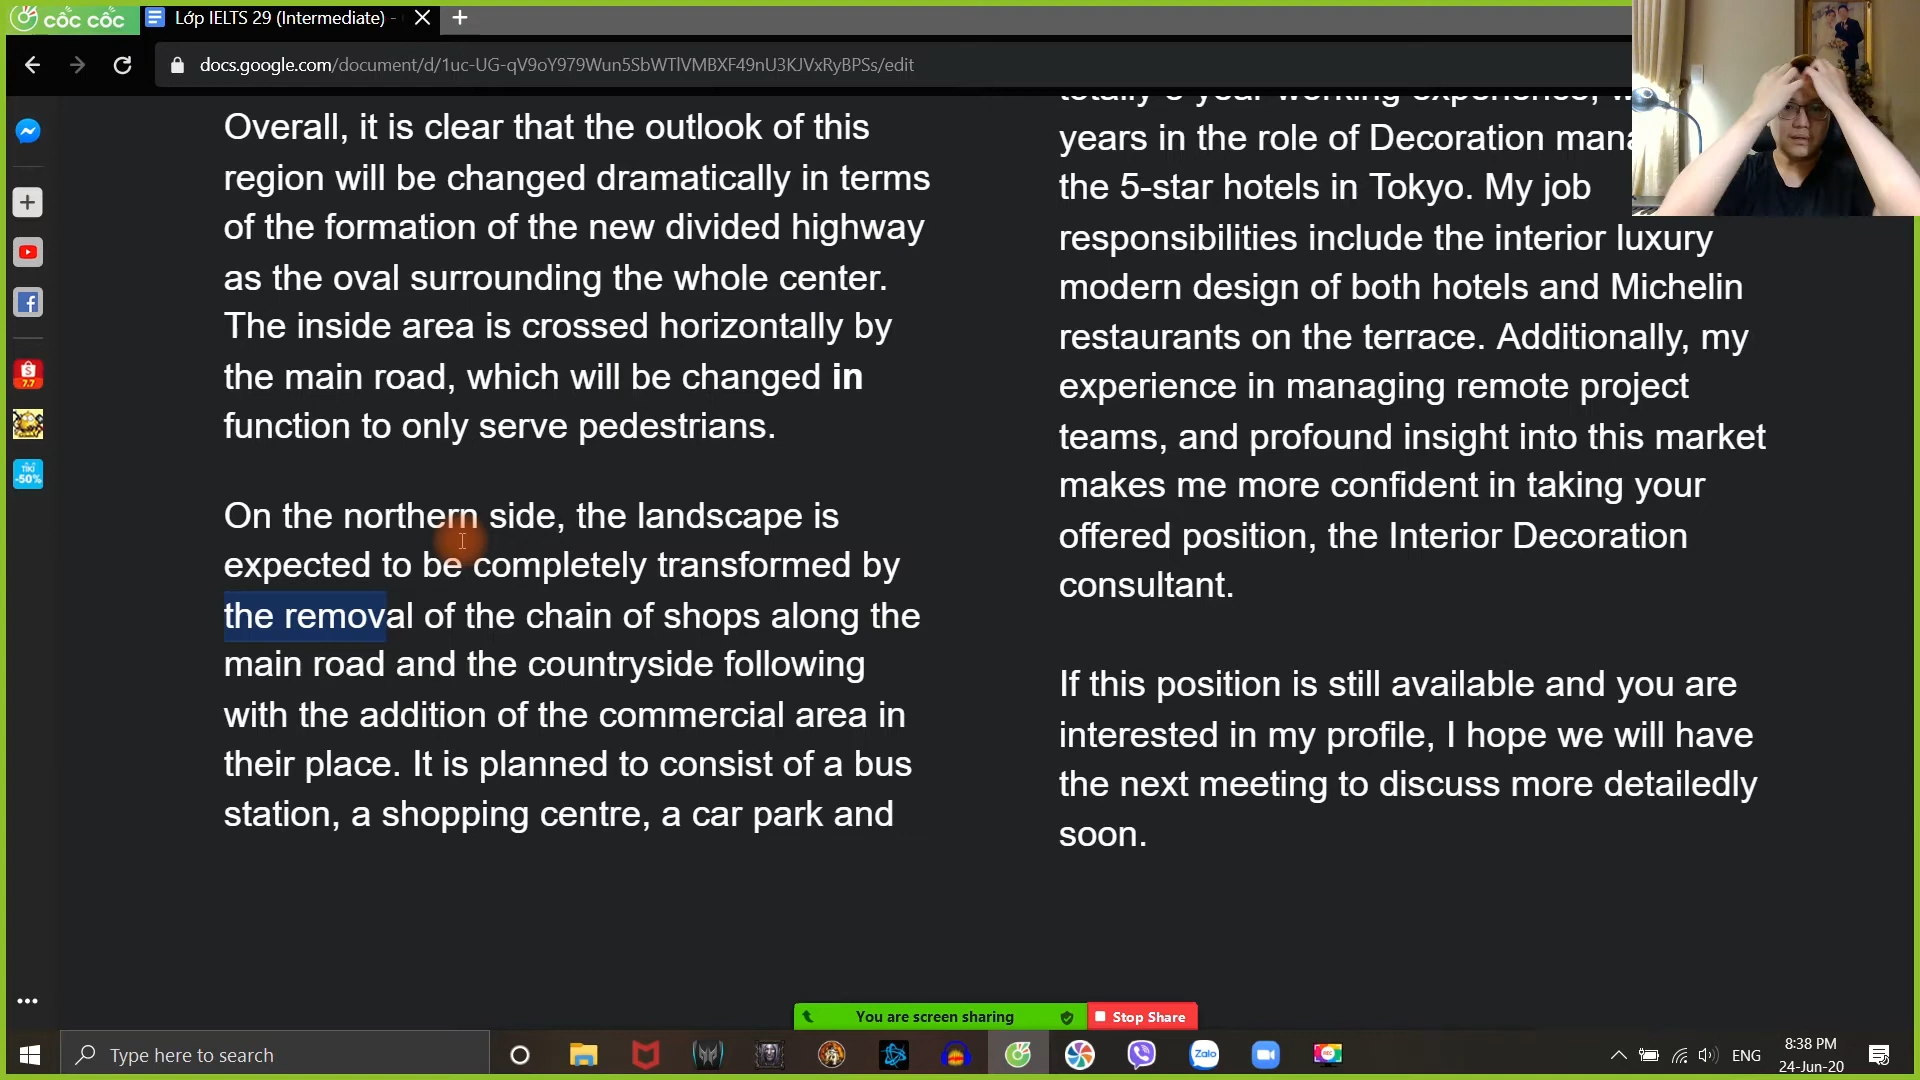 cốc cốc
Lớp IELTS 29 (Intermediate) -
docs.google.com/document/d/1uc-UG-qV9oY979Wun5SbWTlVMBXF49nU3KJVxRyBPSs/edit
Overall, it is clear that the outlook of this
region will be changed dramatically in terms
of the formation of the new divided highway
as the oval surrounding the whole center.
The inside area is crossed horizontally by
the main road, which will be changed in
function to only serve pedestrians.
On the northern side, the landscape is
expected to be completely transformed by
the removal of the chain of shops along the
main road and the countryside following
with the addition of the commercial area in
their place. It is planned to consist of a bus
station, a shopping centre, a car park and
working experience,
years in the role of Decoration
the 5-star hotels in Tokyo. My job
responsibilities include the interior luxury
modern design of both hotels and Michelin
restaurants on the terrace. Additionally, my
experience in managing remote project
teams, and profound insight into this market
makes me more confident in taking your
offered position, the Interior Decoration
consultant.
If this position is still available and you are
interested in my profile, I hope we will have
the next meeting to discuss more detailedly
soon.
7.7
TIKI
-50%
You are screen sharing
Stop Share
Type here to search
Zalo
ENG
8:38 PM
24-Jun-20